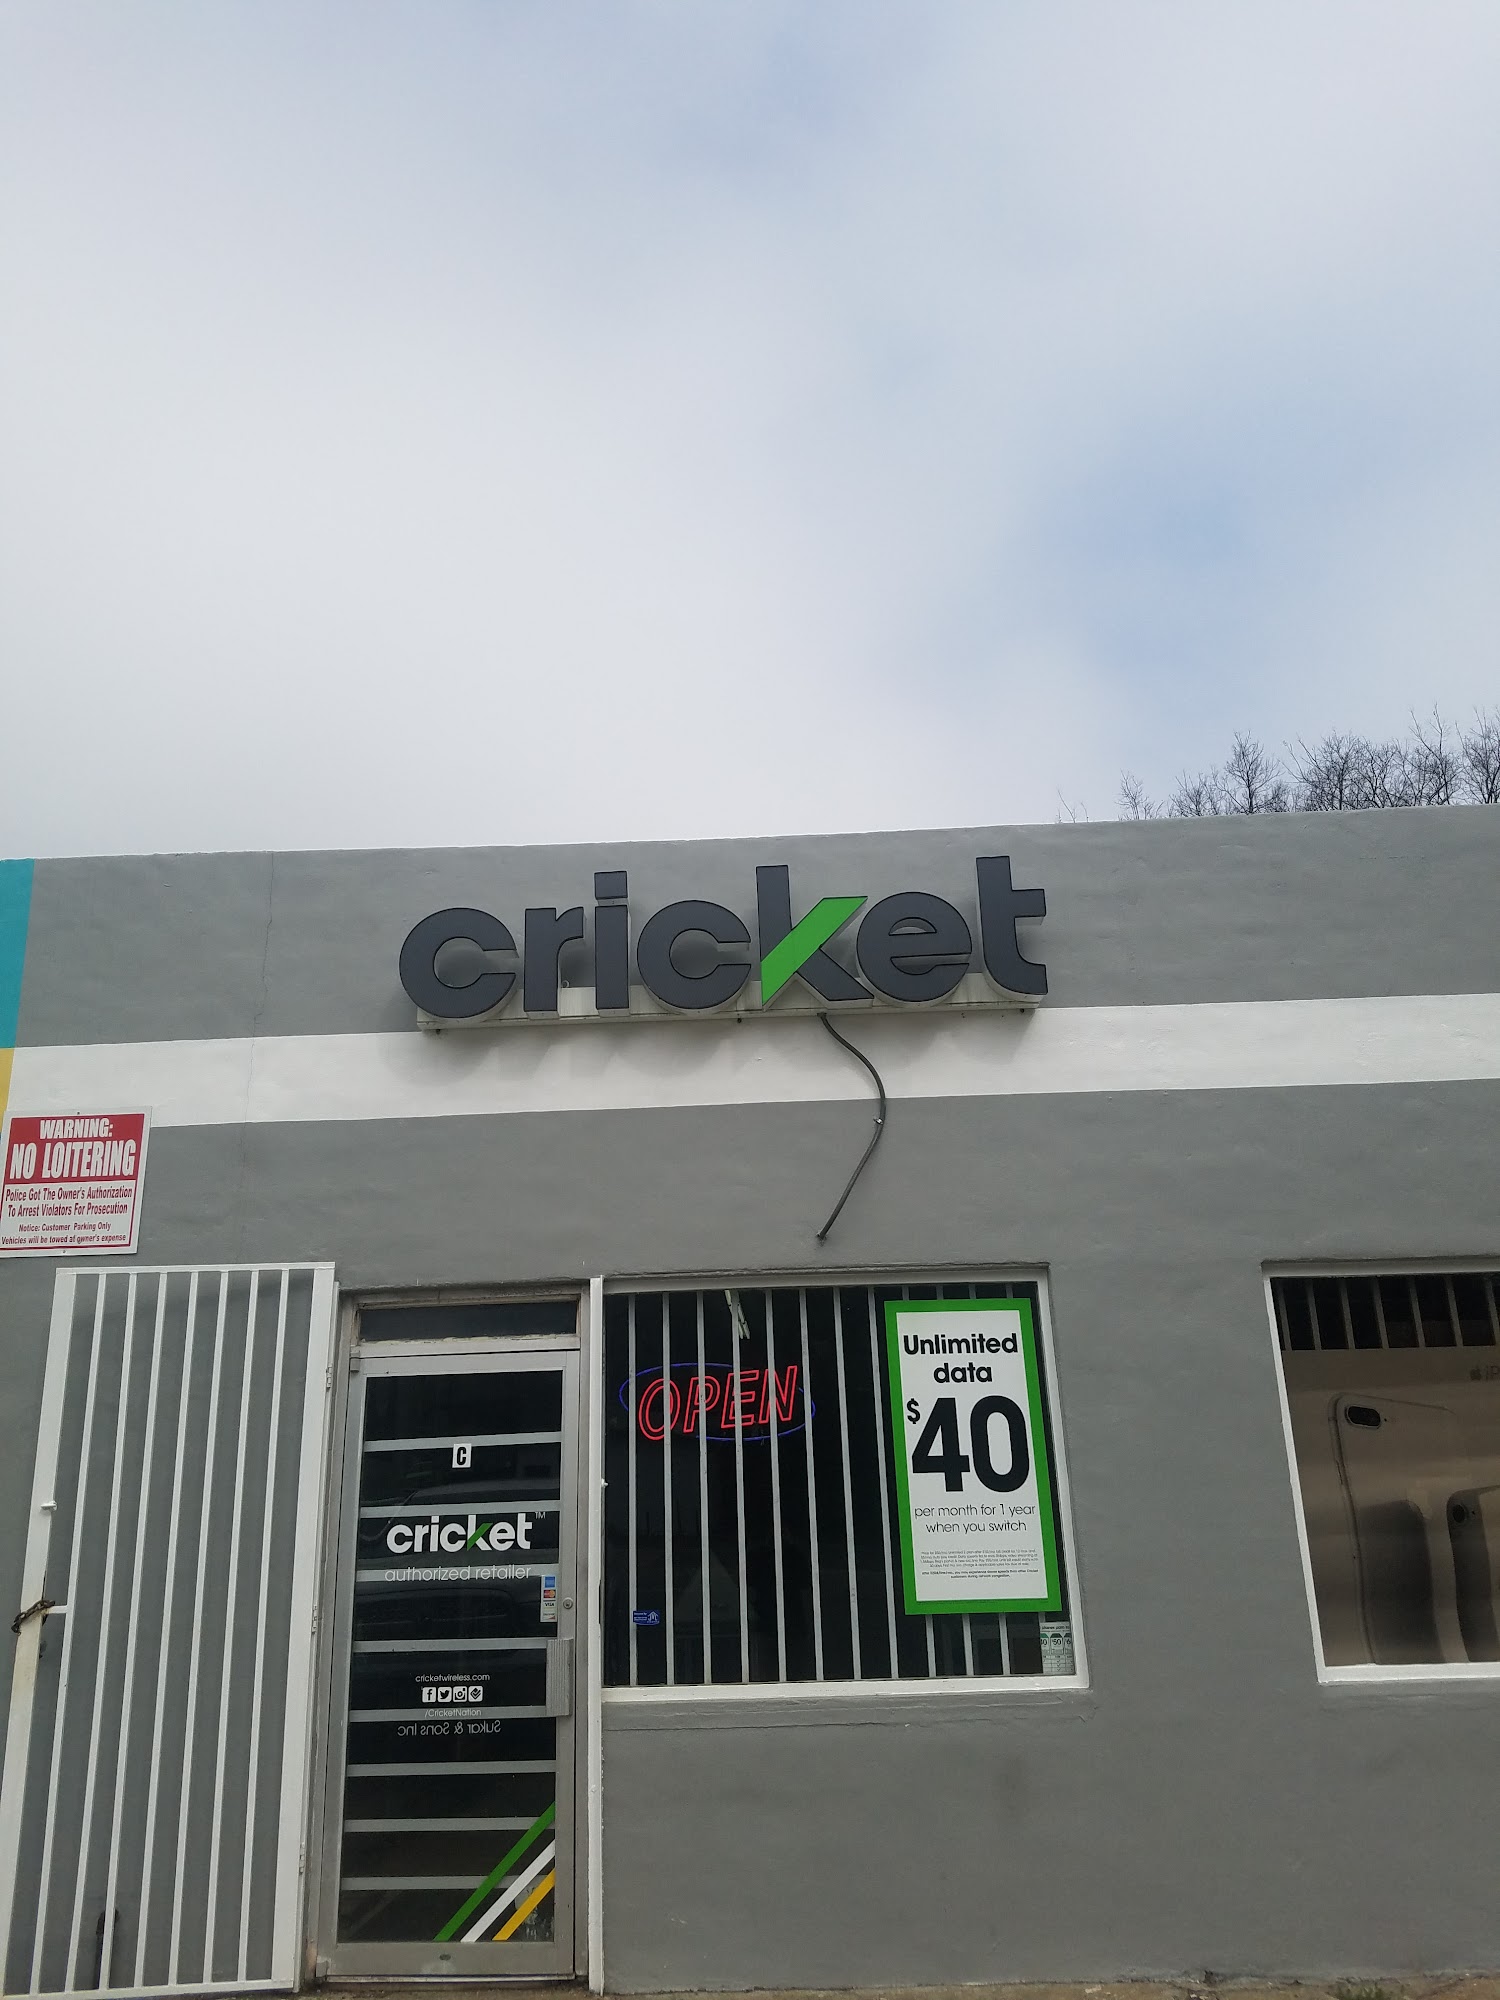 cricket
WARNING:
NO LOITERING
Police Got The Owner's Authorization
To Arrest Violators For Prosecution
Notice: Customer Parking Only
Vehicles will be towed at owner's expense
OPEN
Unlimited
data
$40
per month for 1 year
when you switch
C
cricket™
authorized retailer
VISA
cricketwireless.com
/CricketNation
Sukar & Sons Inc